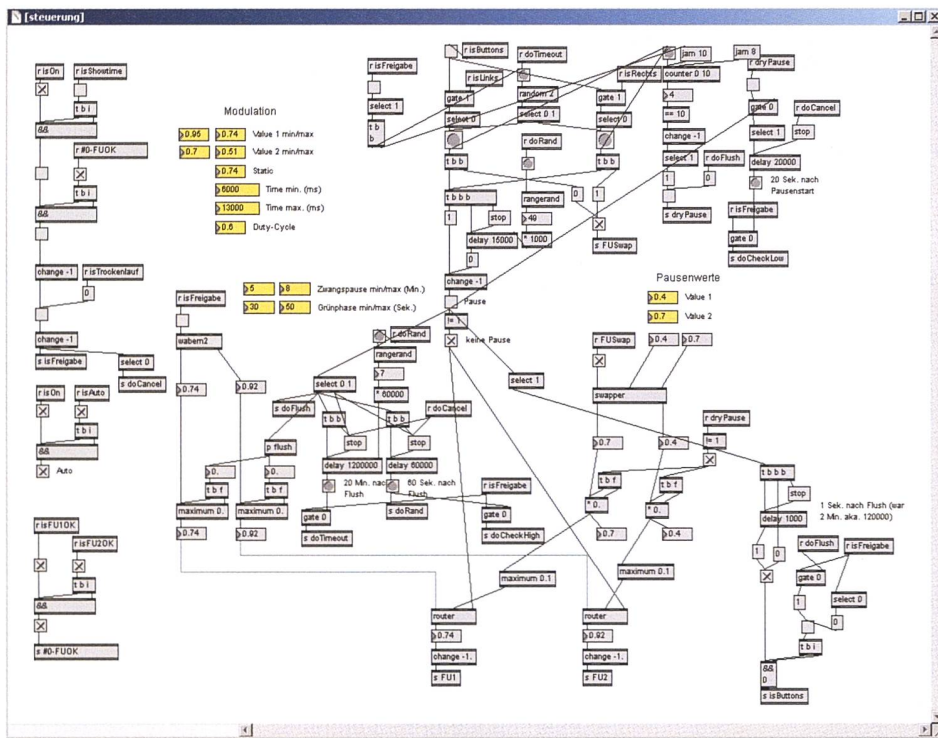 [steuerung]
r isOn
r isShowtime
t b i
&&
r #0-FUOK
t b i
&&
change -1
r isTrockenlauf
0
change -1
s isFreigabe
select 0
s doCancel
r isOn
r isAuto
t b i
&&
Auto
r isFU1OK
r isFU2OK
t b i
&&
s #0-FUOK
Modulation
0.95
0.74
Value 1 min/max
0.7
0.51
Value 2 min/max
0.74
Static
6000
Time min. (ms)
13000
Time max. (ms)
0.6
Duty-Cycle
5
8
Zwangspause min/max (Min.)
30
60
Grünphase min/max (Sek.)
r isFreigabe
wabern2
0.74
0.92
select 0 1
s doFlush
t b b
t b b
r doCancel
stop
stop
p flush
0.
0.
t b f
t b f
maximum 0.
maximum 0.
0.74
0.92
r doRand
rangerand
7
* 60000
delay 1200000
delay 60000
20 Min. nach
Flush
60 Sek. nach
Flush
gate 0
s doTimeout
s doRand
r isFreigabe
gate 0
s doCheckHigh
r isFreigabe
select 1
t b
b
r isButtons
r isLinks
gate 1
select 0
t b b
t b b b
1
stop
delay 15000
0
change -1
Pause
!= 1
keine Pause
r doTimeout
random 2
select 0 1
r doRand
rangerand
49
* 1000
r isRechts
gate 1
select 0
t b b
0
1
s FUSwap
jam 10
jam 8
counter 0 10
4
== 10
change -1
select 1
r doFlush
1
0
s dryPause
r dryPause
gate 0
r doCancel
select 1
stop
delay 20000
20 Sek. nach
Pausenstart
r isFreigabe
gate 0
s doCheckLow
Pausenwerte
0.4
Value 1
0.7
Value 2
r FUSwap
0.4
0.7
select 1
swapper
0.7
0.4
r dryPause
!= 1
t b f
t b f
* 0.
* 0.
0.7
0.4
maximum 0.1
maximum 0.1
router
0.74
change -1.
s FU1
router
0.92
change -1.
s FU2
t b b b
stop
delay 1000
1 Sek. nach Flush (war
2 Min. aka. 120000)
1
0
r doFlush
r isFreigabe
gate 0
1
select 0
0
t b i
&&
0
s isButtons